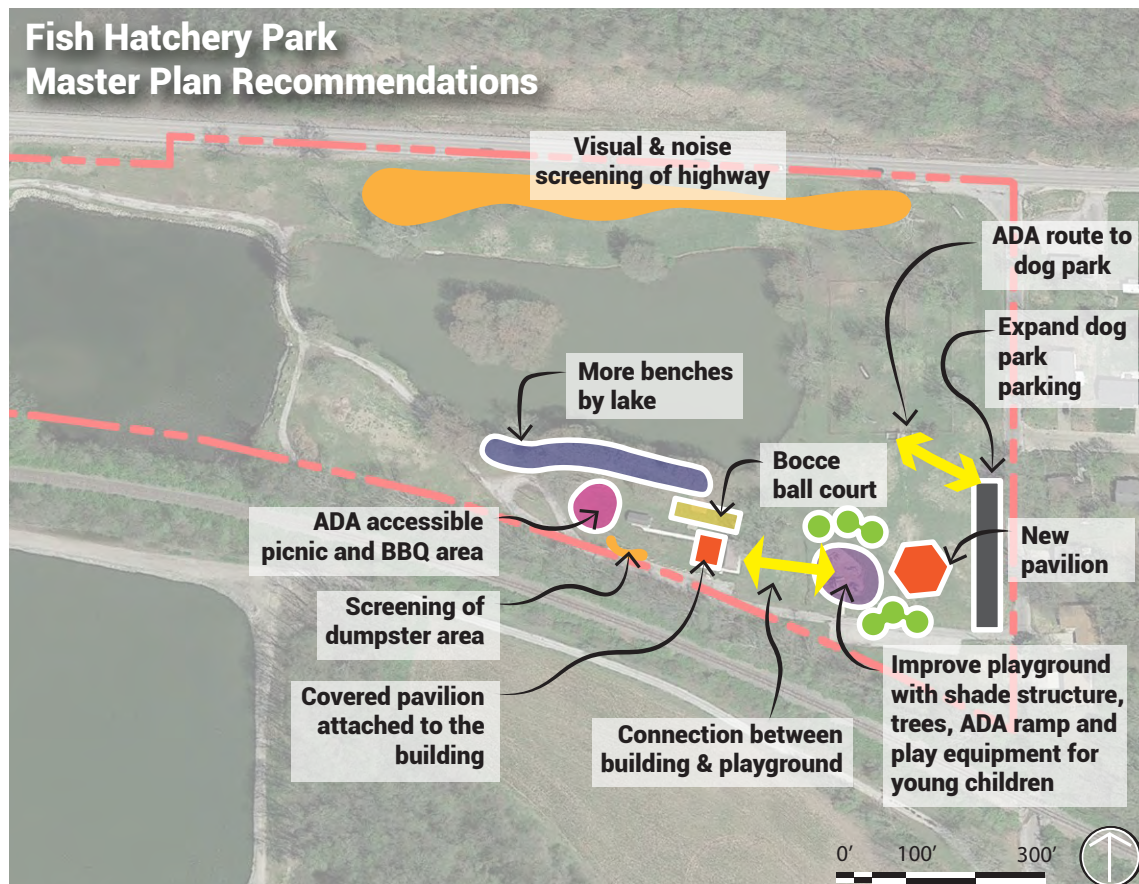 Fish Hatchery Park
Master Plan Recommendations
Visual & noise
screening of highway
ADA route to
dog park
Expand dog
park
parking
More benches
by lake
Bocce
ball court
ADA accessible
picnic and BBQ area
New
pavilion
Screening of
dumpster area
Covered pavilion
attached to the
building
Connection between
building & playground
Improve playground
with shade structure,
trees, ADA ramp and
play equipment for
young children
0' 100' 300'